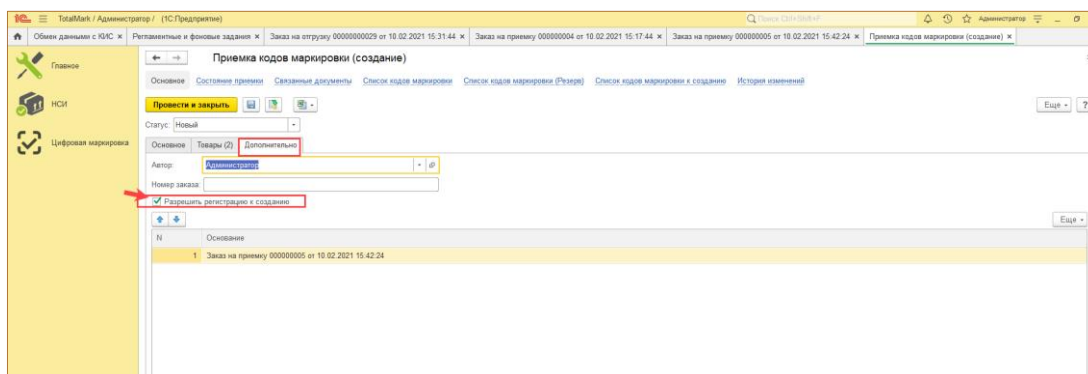 1С TotalMark / Администратор / (1С:Предприятие) Поиск Ctrl+Shift+F Администратор
Обмен данными с КИС × Регламентные и фоновые задания × Заказ на отгрузку 00000000029 от 10.02.2021 15:31:44 × Заказ на приемку 000000004 от 10.02.2021 15:17:44 × Заказ на приемку 000000005 от 10.02.2021 15:42:24 × Приемка кодов маркировки (создание) ×
Главное
НСИ
Цифровая маркировка
Приемка кодов маркировки (создание)
Основное Состояние приемки Связанные документы Список кодов маркировки Список кодов маркировки (Резерв) Список кодов маркировки к созданию История изменений
Провести и закрыть Еще ?
Статус: Новый
Основное Товары (2) Дополнительно
Автор: Администратор
Номер заказа:
Разрешить регистрацию к созданию
Еще
N Основание
1 Заказ на приемку 000000005 от 10.02.2021 15:42:24